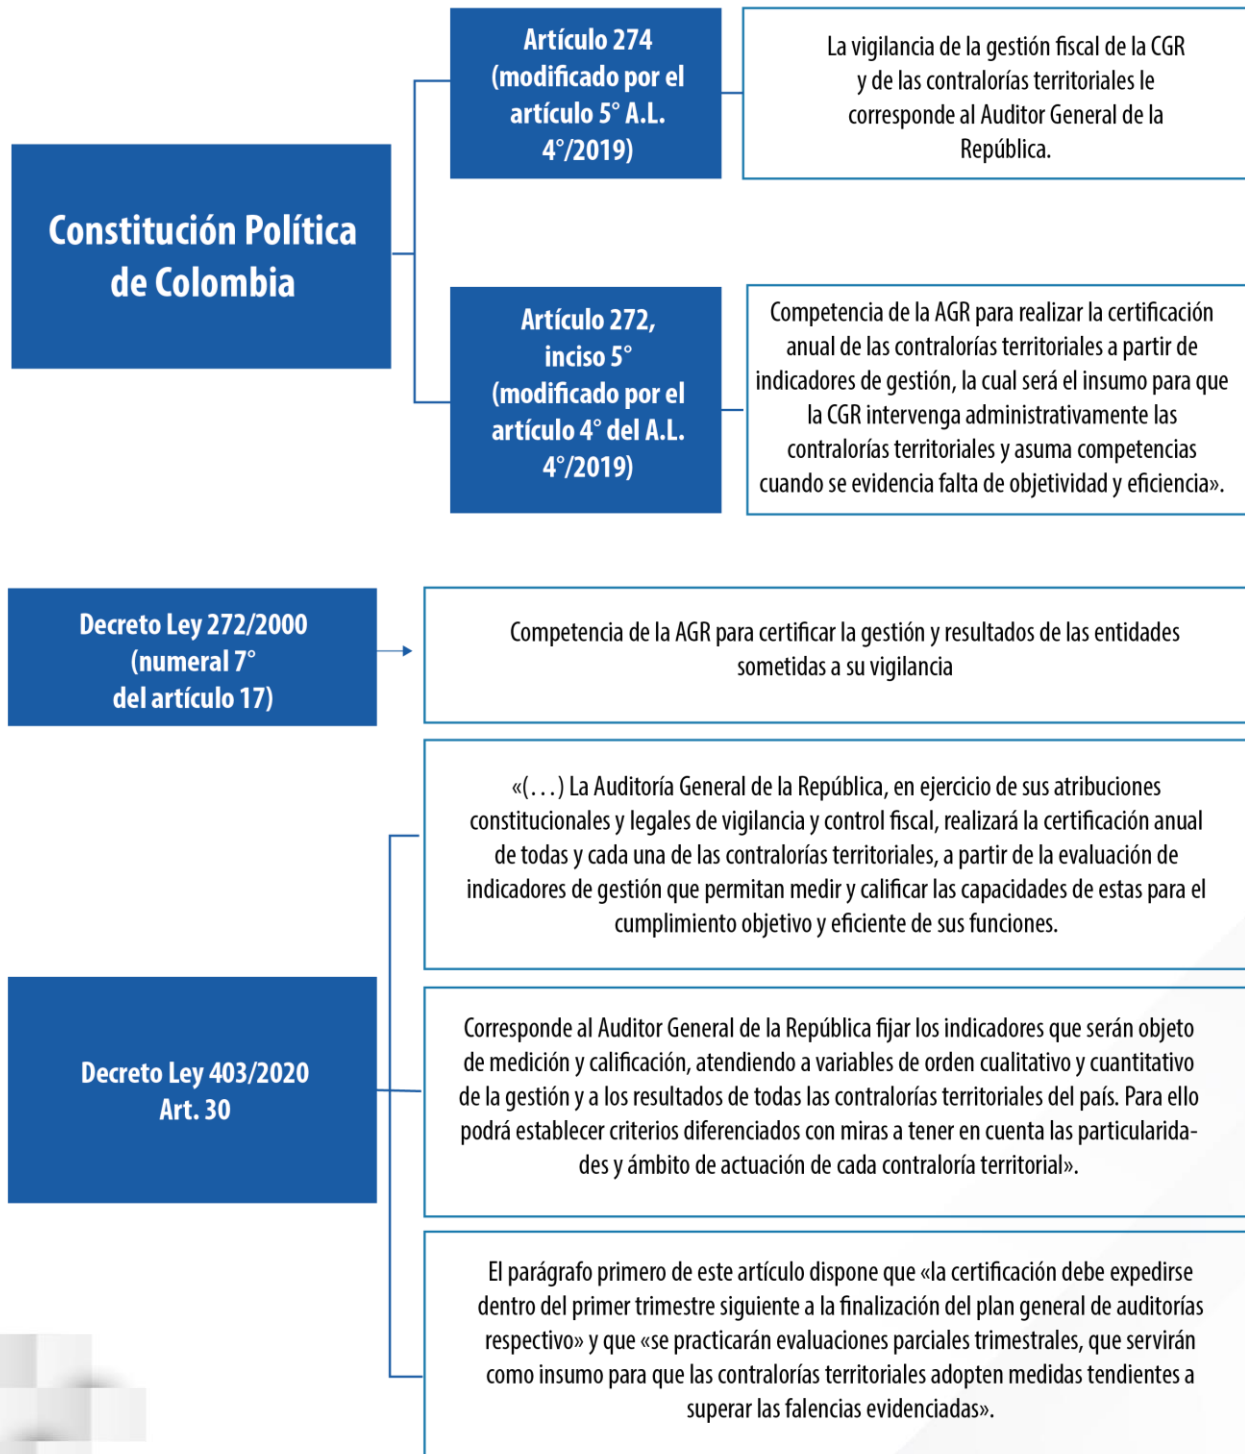 Constitución Política
de Colombia
Artículo 274
(modificado por el
artículo 5° A.L.
4°/2019)
La vigilancia de la gestión fiscal de la CGR
y de las contralorías territoriales le
corresponde al Auditor General de la
República.
Artículo 272,
inciso 5°
(modificado por el
artículo 4° del A.L.
4°/2019)
Competencia de la AGR para realizar la certificación
anual de las contralorías territoriales a partir de
indicadores de gestión, la cual será el insumo para que
la CGR intervenga administrativamente las
contralorías territoriales y asuma competencias
cuando se evidencia falta de objetividad y eficiencia».
Decreto Ley 272/2000
(numeral 7°
del artículo 17)
Competencia de la AGR para certificar la gestión y resultados de las entidades
sometidas a su vigilancia
Decreto Ley 403/2020
Art. 30
«(...) La Auditoría General de la República, en ejercicio de sus atribuciones
constitucionales y legales de vigilancia y control fiscal, realizará la certificación anual
de todas y cada una de las contralorías territoriales, a partir de la evaluación de
indicadores de gestión que permitan medir y calificar las capacidades de estas para el
cumplimiento objetivo y eficiente de sus funciones.
Corresponde al Auditor General de la República fijar los indicadores que serán objeto
de medición y calificación, atendiendo a variables de orden cualitativo y cuantitativo
de la gestión y a los resultados de todas las contralorías territoriales del país. Para ello
podrá establecer criterios diferenciados con miras a tener en cuenta las particularida-
des y ámbito de actuación de cada contraloría territorial».
El parágrafo primero de este artículo dispone que «la certificación debe expedirse
dentro del primer trimestre siguiente a la finalización del plan general de auditorías
respectivo» y que «se practicarán evaluaciones parciales trimestrales, que servirán
como insumo para que las contralorías territoriales adopten medidas tendientes a
superar las falencias evidenciadas».